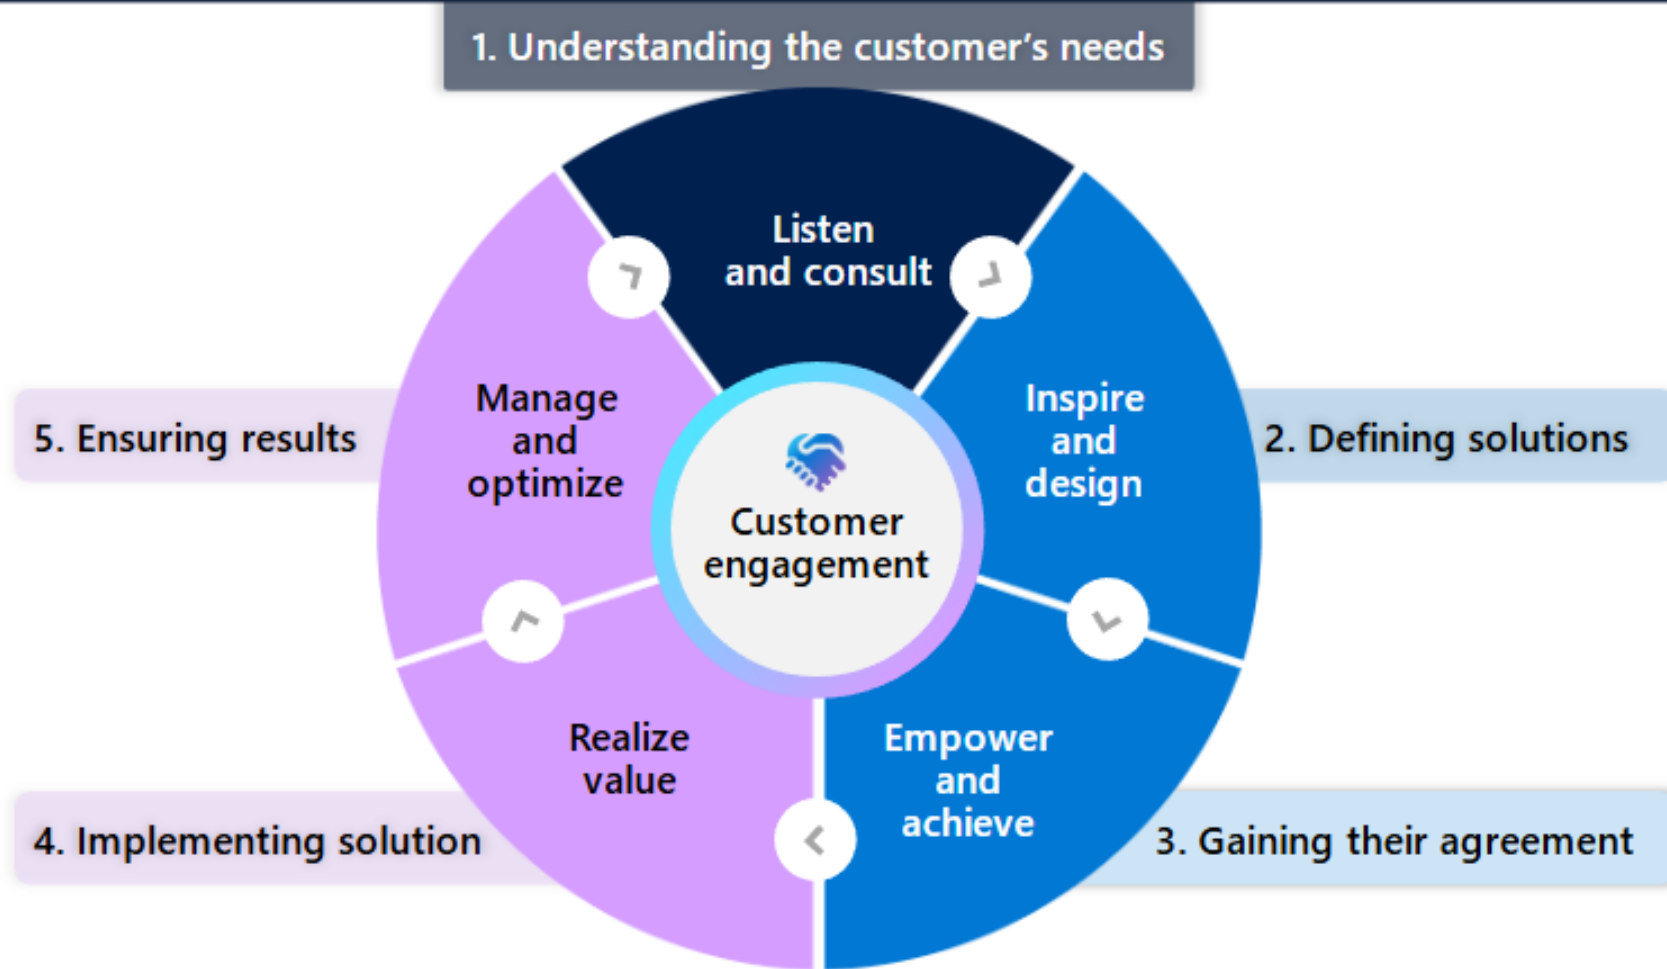 1. Understanding the customer’s needs
Listen
and consult
Inspire
and
design
2. Defining solutions
Empower
and
achieve
3. Gaining their agreement
Realize
value
4. Implementing solution
Manage
and
optimize
5. Ensuring results
Customer
engagement